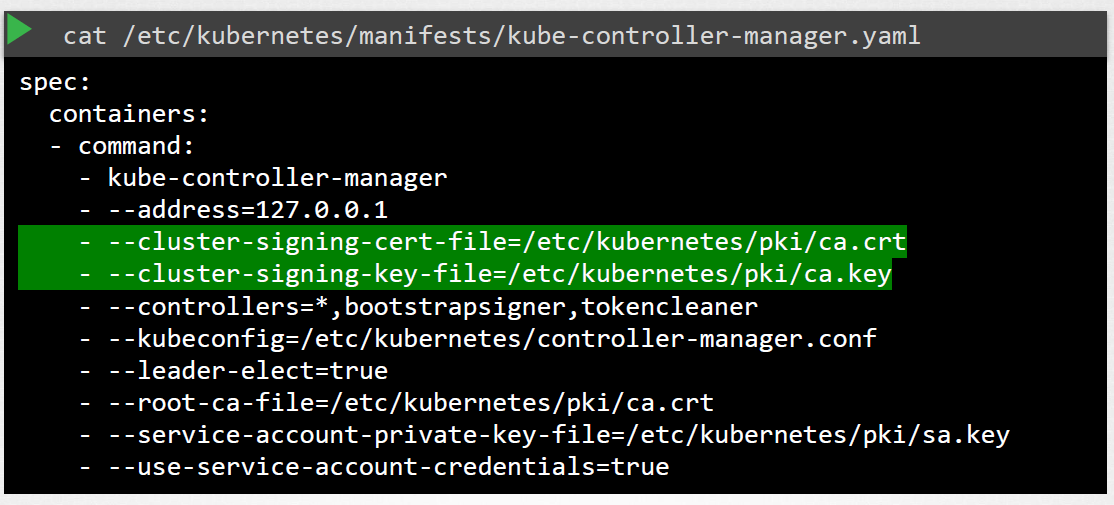 cat /etc/kubernetes/manifests/kube-controller-manager.yaml
spec:
  containers:
  - command:
    - kube-controller-manager
    - --address=127.0.0.1
    - --cluster-signing-cert-file=/etc/kubernetes/pki/ca.crt
    - --cluster-signing-key-file=/etc/kubernetes/pki/ca.key
    - --controllers=*,bootstrapsigner,tokencleaner
    - --kubeconfig=/etc/kubernetes/controller-manager.conf
    - --leader-elect=true
    - --root-ca-file=/etc/kubernetes/pki/ca.crt
    - --service-account-private-key-file=/etc/kubernetes/pki/sa.key
    - --use-service-account-credentials=true